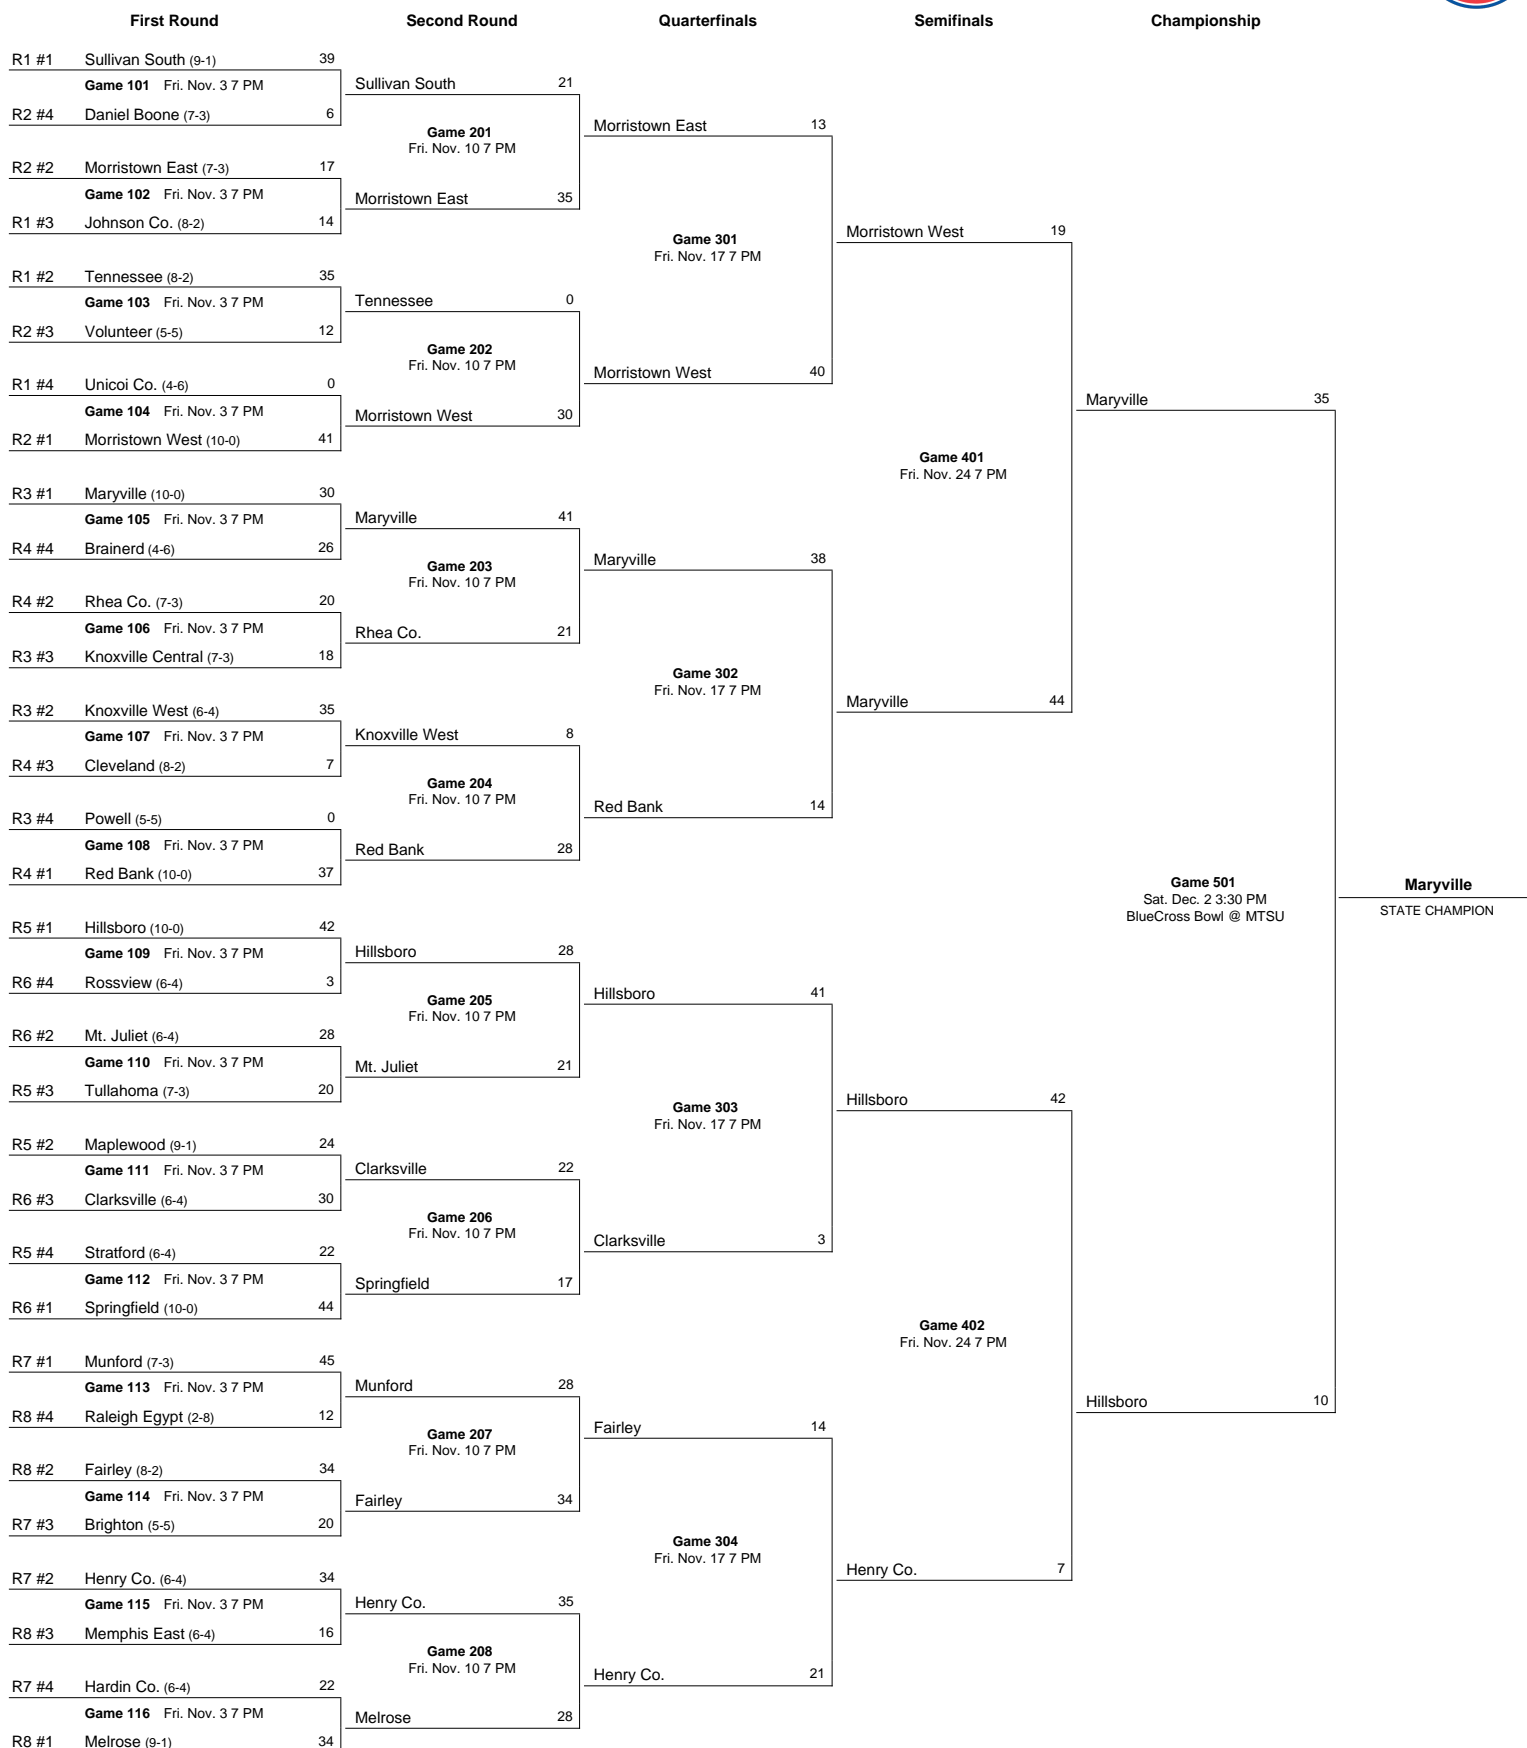 First Round Second Round Quarterfinals Semifinals Championship
R1 #1 Sullivan South (9-1) 39
Game 101 Fri. Nov. 3 7 PM
R2 #4 Daniel Boone (7-3) 6
R2 #2 Morristown East (7-3) 17
Game 102 Fri. Nov. 3 7 PM
R1 #3 Johnson Co. (8-2) 14
R1 #2 Tennessee (8-2) 35
Game 103 Fri. Nov. 3 7 PM
R2 #3 Volunteer (5-5) 12
R1 #4 Unicoi Co. (4-6) 0
Game 104 Fri. Nov. 3 7 PM
R2 #1 Morristown West (10-0) 41
R3 #1 Maryville (10-0) 30
Game 105 Fri. Nov. 3 7 PM
R4 #4 Brainerd (4-6) 26
R4 #2 Rhea Co. (7-3) 20
Game 106 Fri. Nov. 3 7 PM
R3 #3 Knoxville Central (7-3) 18
R3 #2 Knoxville West (6-4) 35
Game 107 Fri. Nov. 3 7 PM
R4 #3 Cleveland (8-2) 7
R3 #4 Powell (5-5) 0
Game 108 Fri. Nov. 3 7 PM
R4 #1 Red Bank (10-0) 37
R5 #1 Hillsboro (10-0) 42
Game 109 Fri. Nov. 3 7 PM
R6 #4 Rossview (6-4) 3
R6 #2 Mt. Juliet (6-4) 28
Game 110 Fri. Nov. 3 7 PM
R5 #3 Tullahoma (7-3) 20
R5 #2 Maplewood (9-1) 24
Game 111 Fri. Nov. 3 7 PM
R6 #3 Clarksville (6-4) 30
R5 #4 Stratford (6-4) 22
Game 112 Fri. Nov. 3 7 PM
R6 #1 Springfield (10-0) 44
R7 #1 Munford (7-3) 45
Game 113 Fri. Nov. 3 7 PM
R8 #4 Raleigh Egypt (2-8) 12
R8 #2 Fairley (8-2) 34
Game 114 Fri. Nov. 3 7 PM
R7 #3 Brighton (5-5) 20
R7 #2 Henry Co. (6-4) 34
Game 115 Fri. Nov. 3 7 PM
R8 #3 Memphis East (6-4) 16
R7 #4 Hardin Co. (6-4) 22
Game 116 Fri. Nov. 3 7 PM
R8 #1 Melrose (9-1) 34
Sullivan South 21
Game 201
Fri. Nov. 10 7 PM
Morristown East 35
Tennessee 0
Game 202
Fri. Nov. 10 7 PM
Morristown West 30
Maryville 41
Game 203
Fri. Nov. 10 7 PM
Rhea Co. 21
Knoxville West 8
Game 204
Fri. Nov. 10 7 PM
Red Bank 28
Hillsboro 28
Game 205
Fri. Nov. 10 7 PM
Mt. Juliet 21
Clarksville 22
Game 206
Fri. Nov. 10 7 PM
Springfield 17
Munford 28
Game 207
Fri. Nov. 10 7 PM
Fairley 34
Henry Co. 35
Game 208
Fri. Nov. 10 7 PM
Melrose 28
Morristown East 13
Game 301
Fri. Nov. 17 7 PM
Morristown West 40
Maryville 38
Game 302
Fri. Nov. 17 7 PM
Red Bank 14
Hillsboro 41
Game 303
Fri. Nov. 17 7 PM
Clarksville 3
Fairley 14
Game 304
Fri. Nov. 17 7 PM
Henry Co. 21
Morristown West 19
Game 401
Fri. Nov. 24 7 PM
Maryville 44
Hillsboro 42
Game 402
Fri. Nov. 24 7 PM
Henry Co. 7
Maryville 35
Game 501
Sat. Dec. 2 3:30 PM
BlueCross Bowl @ MTSU
Hillsboro 10
Maryville
STATE CHAMPION